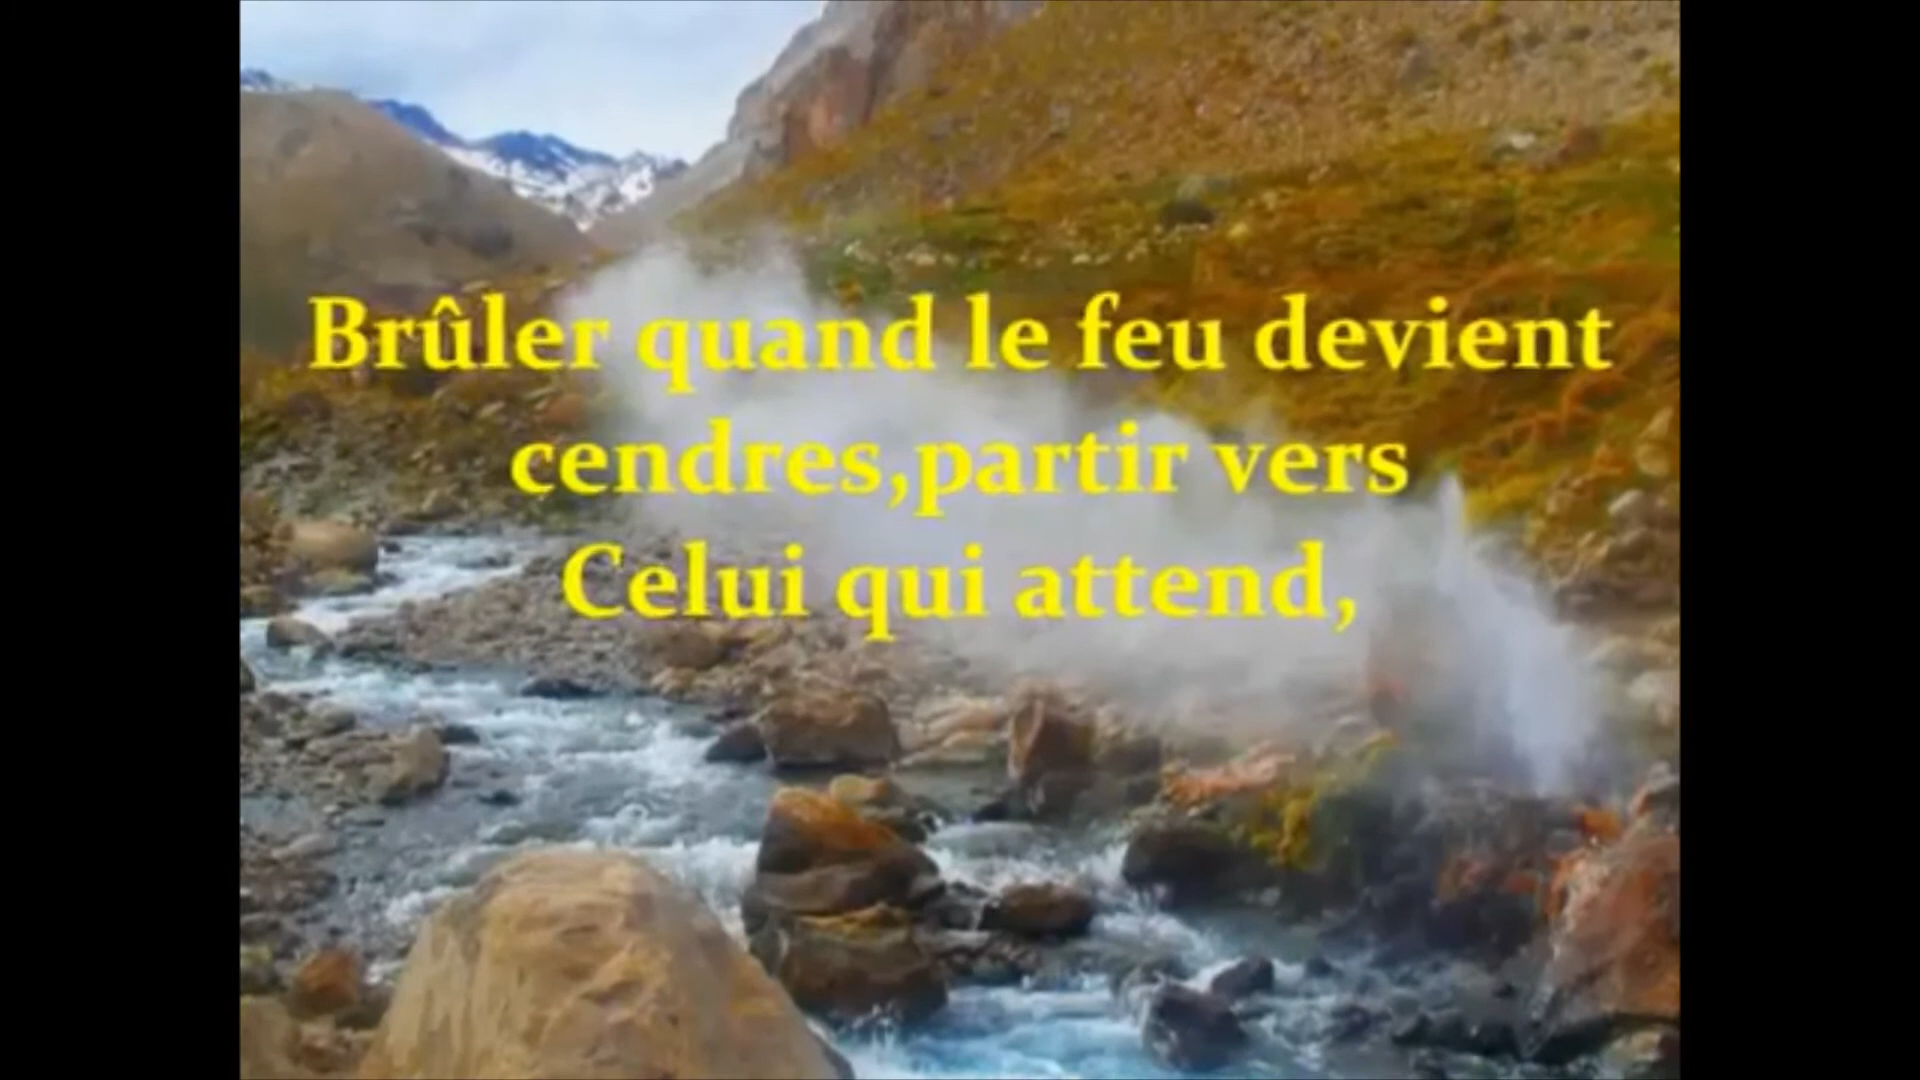 Brûler quand le feu devient
cendres,partir vers
Celui qui attend,